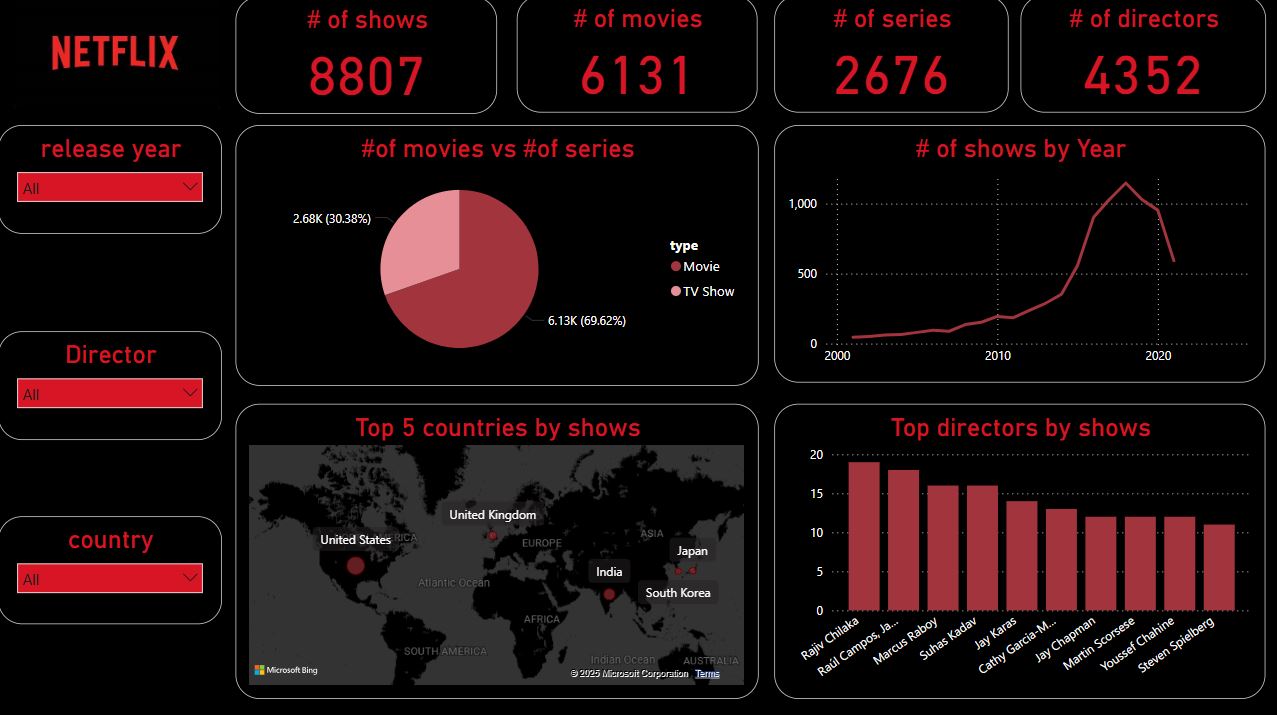 NETFLIX
# of shows
8807
# of movies
6131
# of series
2676
# of directors
4352
release year
All
Director
All
country
All
#of movies vs #of series
2.68K (30.38%)
6.13K (69.62%)
type
Movie
TV Show
# of shows by Year
1,000
500
0
2000
2010
2020
Top 5 countries by shows
United Kingdom
United States
AMERICA
EUROPE
ASIA
Japan
India
South Korea
Atlantic Ocean
AFRICA
SOUTH AMERICA
Indian Ocean
AUSTRALIA
Microsoft Bing
© 2025 Microsoft Corporation Terms
Top directors by shows
20
15
10
5
0
Rajiv Chilaka
Raúl Campos, Ja...
Marcus Raboy
Suhas Kadav
Jay Karas
Cathy Garcia-M...
Jay Chapman
Martin Scorsese
Youssef Chahine
Steven Spielberg